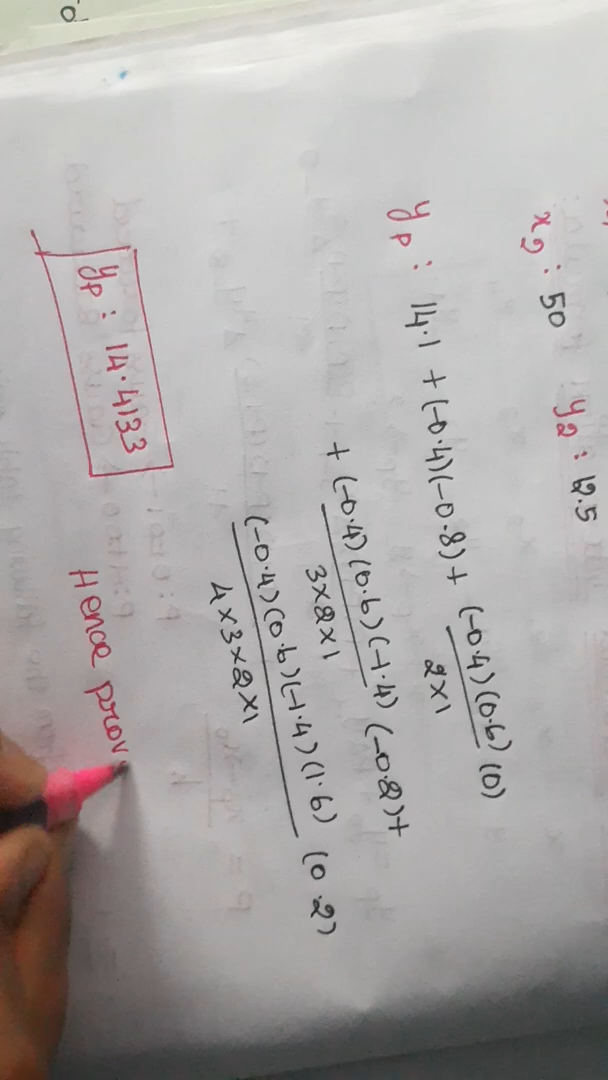 x2 : 50 y2 : 12.5
yp : 14.1 + (-0.4)(-0.8) + (-0.4)(0.6) (0)
2×1
+ (-0.4)(0.6)(-1.4) (-0.2) +
3×2×1
(-0.4)(0.6)(-1.4)(1.6) (0.2)
4×3×2×1
yp : 14.4133
Hence prov